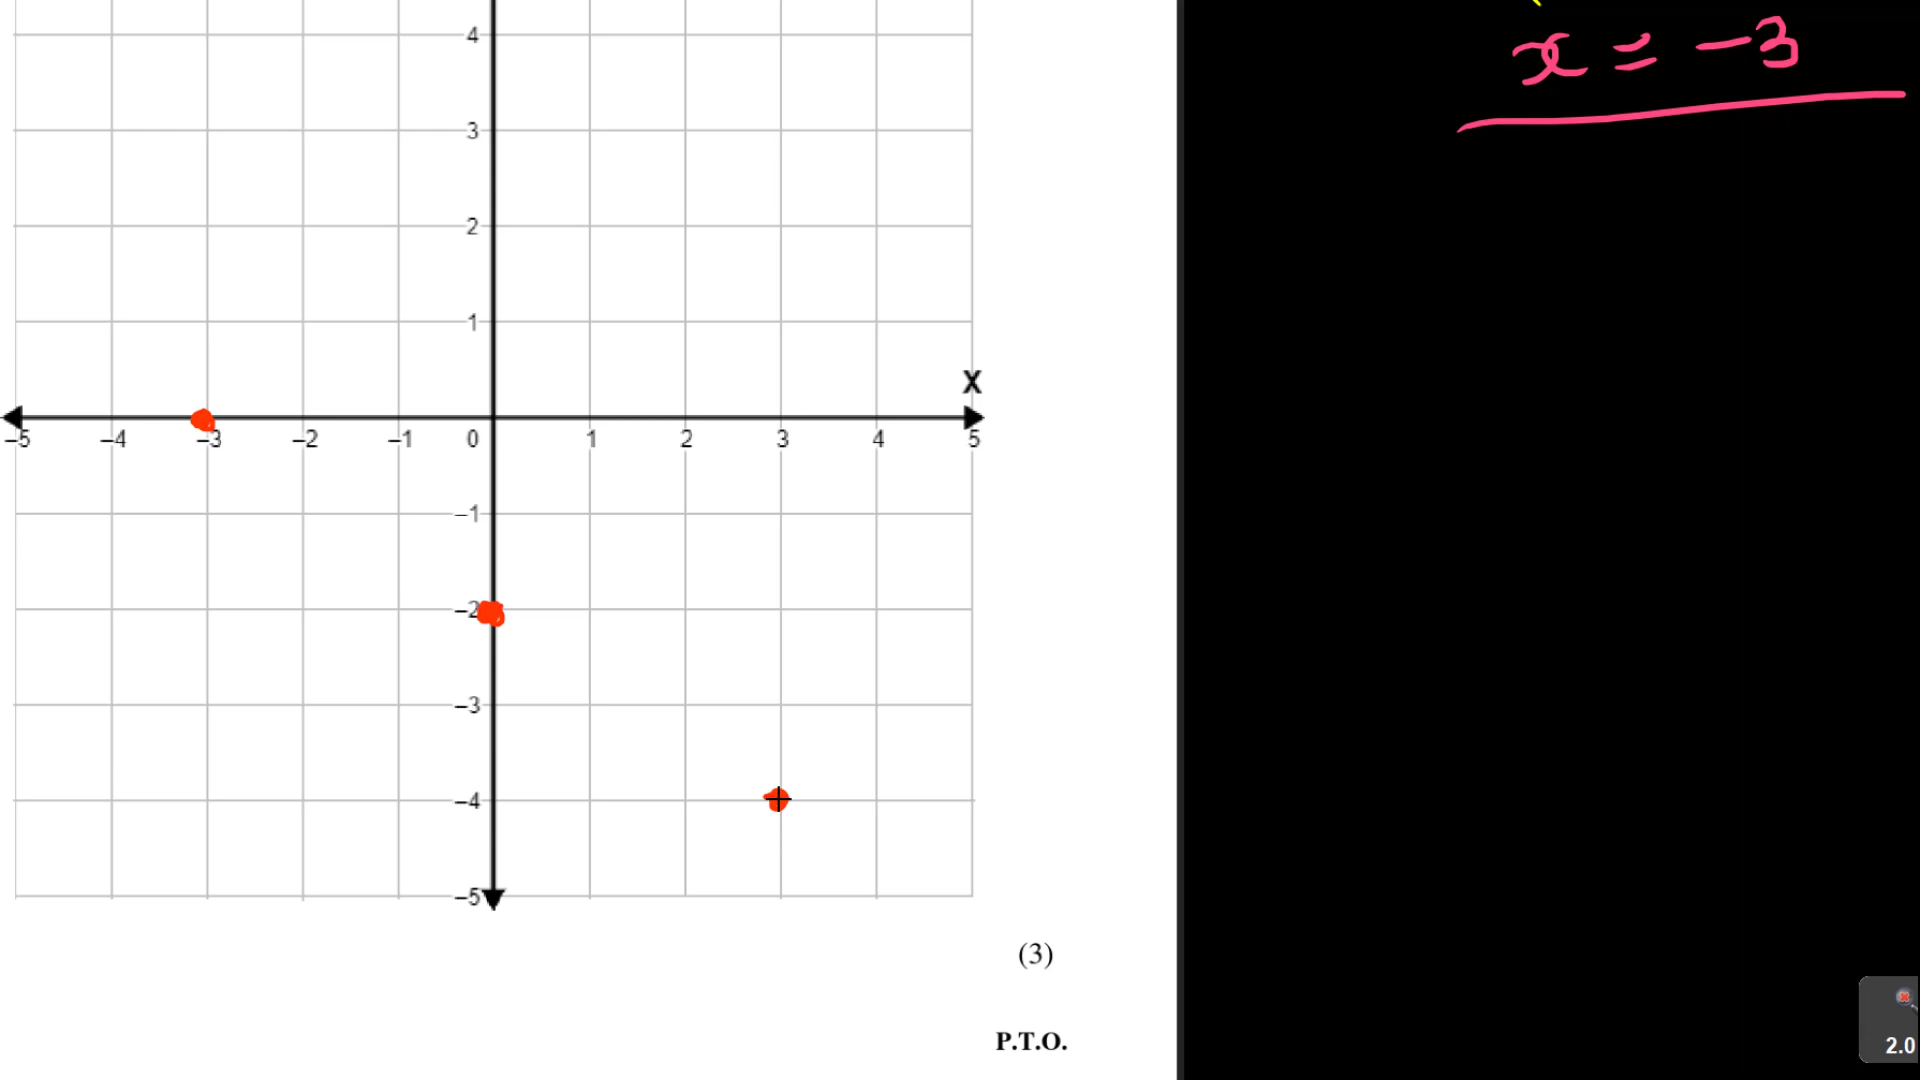 4
x = -3
3
2
1
X
–5 –4 –3 –2 –1 0 1 2 3 4 5
–1
–2
–3
–4
–5
(3)
P.T.O.
2.0